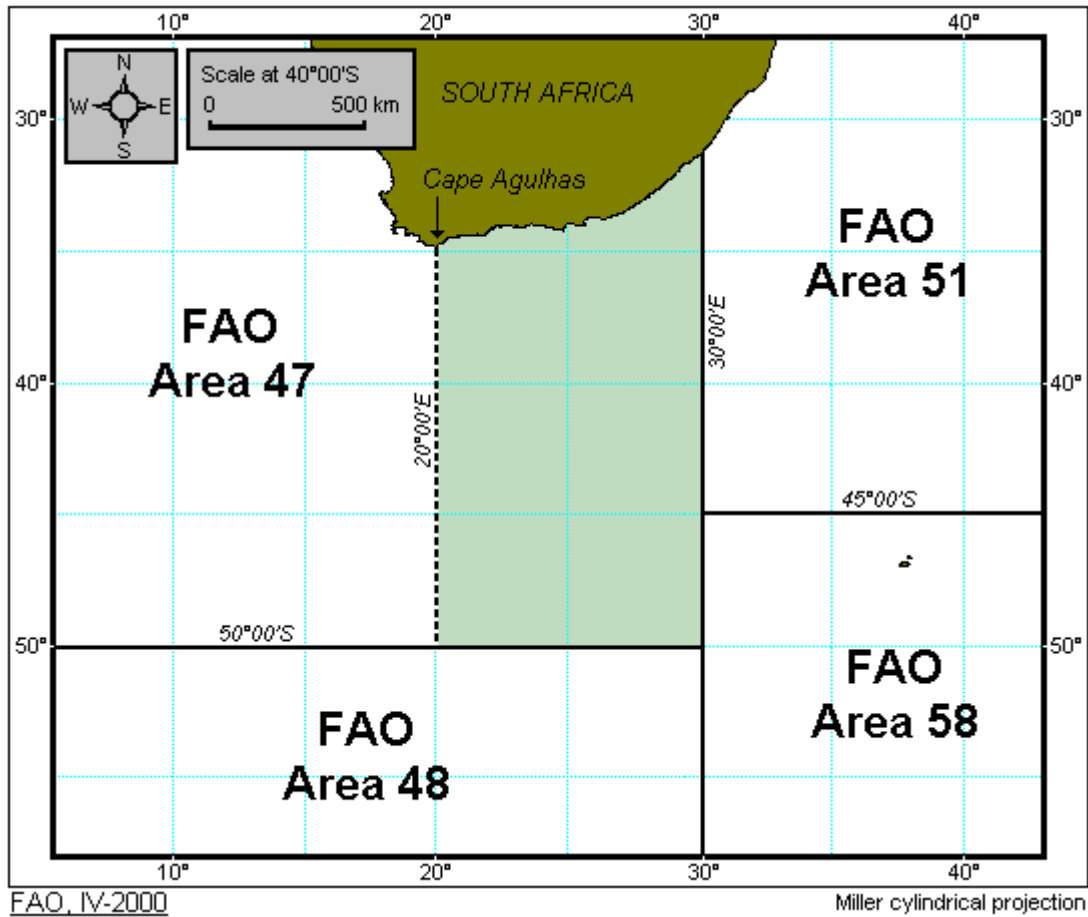 10°
20°
30°
40°
N
W
E
S
Scale at 40°00'S
0
500 km
SOUTH AFRICA
30°
30°
Cape Agulhas
FAO
Area 51
FAO
Area 47
30°00'E
20°00'E
40°
40°
45°00'S
50°00'S
50°
50°
FAO
Area 58
FAO
Area 48
10°
20°
30°
40°
FAO, IV-2000
Miller cylindrical projection